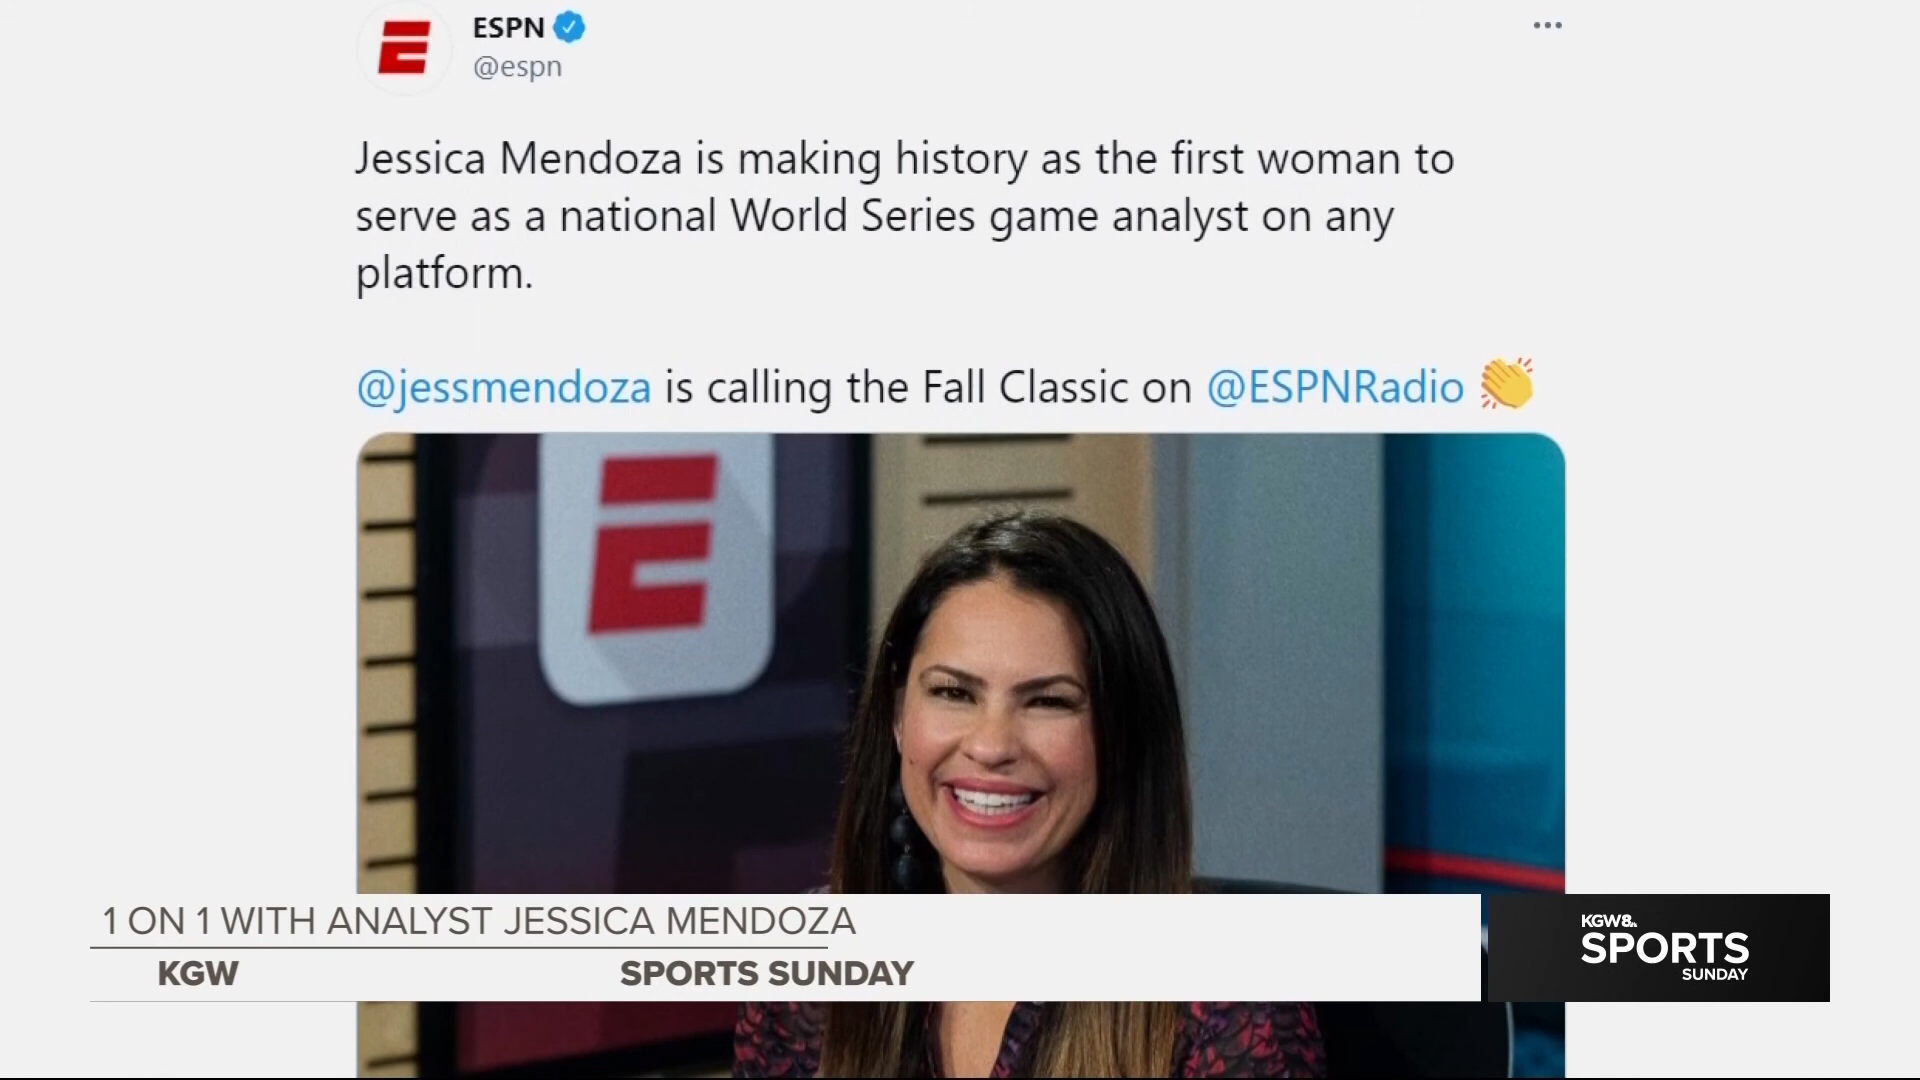 ESPN
@espn
Jessica Mendoza is making history as the first woman to
serve as a national World Series game analyst on any
platform.
@jessmendoza is calling the Fall Classic on @ESPNRadio 👏
E
1 ON 1 WITH ANALYST JESSICA MENDOZA
KGW SPORTS SUNDAY
KGW8
SPORTS
SUNDAY